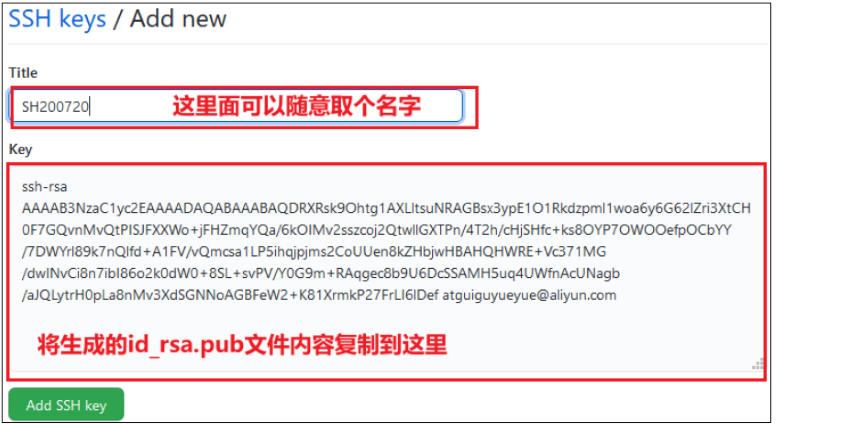 SSH keys / Add new
Title
SH200720
这里面可以随意取个名字
Key
ssh-rsa
AAAAB3NzaC1yc2EAAAADAQABAAABAQDRXRsk9Ohtg1AXLltsuNRAGBsx3ypE1O1Rkdzpml1woa6y6G62lZri3XtCH
0F7GQvnMvQtPISJFXXWo+jFHZmqYQa/6kOIMv2sszcoj2QtwllGXTPn/4T2h/cHjSHfc+ks8OYP7OWOOefpOCbYY
/7DWYrl89k7nQlfd+A1FV/vQmcsa1LP5ihqjpjms2CoUUen8kZHbjwHBAHQHWRE+Vc371MG
/dwINvCi8n7ibI86o2k0dW0+8SL+svPV/Y0G9m+RAqgec8b9U6DcSSAMH5uq4UWfnAcUNagb
/aJQLytrH0pLa8nMv3XdSGNNoAGBFeW2+K81XrmkP27FrLI6lDef atguiguyueyue@aliyun.com
将生成的id_rsa.pub文件内容复制到这里
Add SSH key